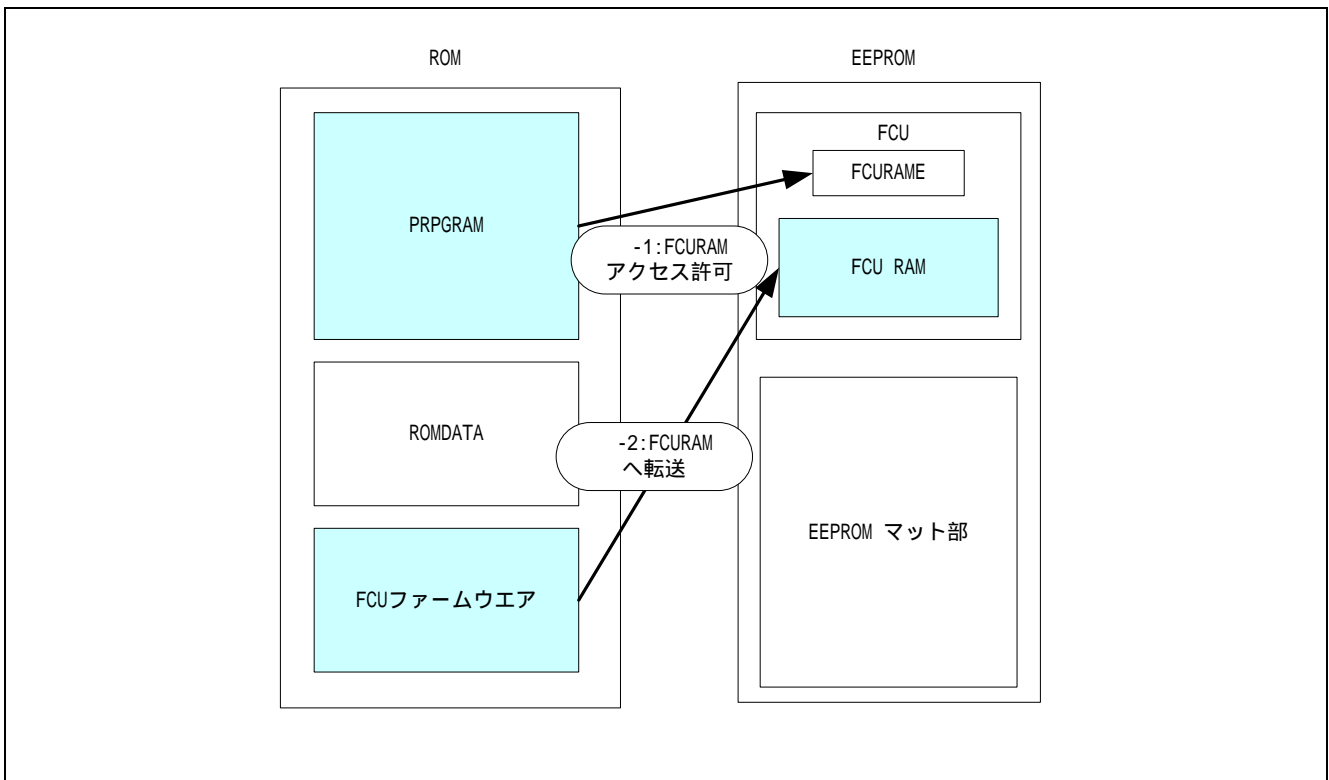 ROM
EEPROM
PRPGRAM
ROMDATA
FCUファームウエア
FCU
FCURAME
FCU RAM
EEPROM マット部
-1:FCURAM
アクセス許可
-2:FCURAM
へ転送